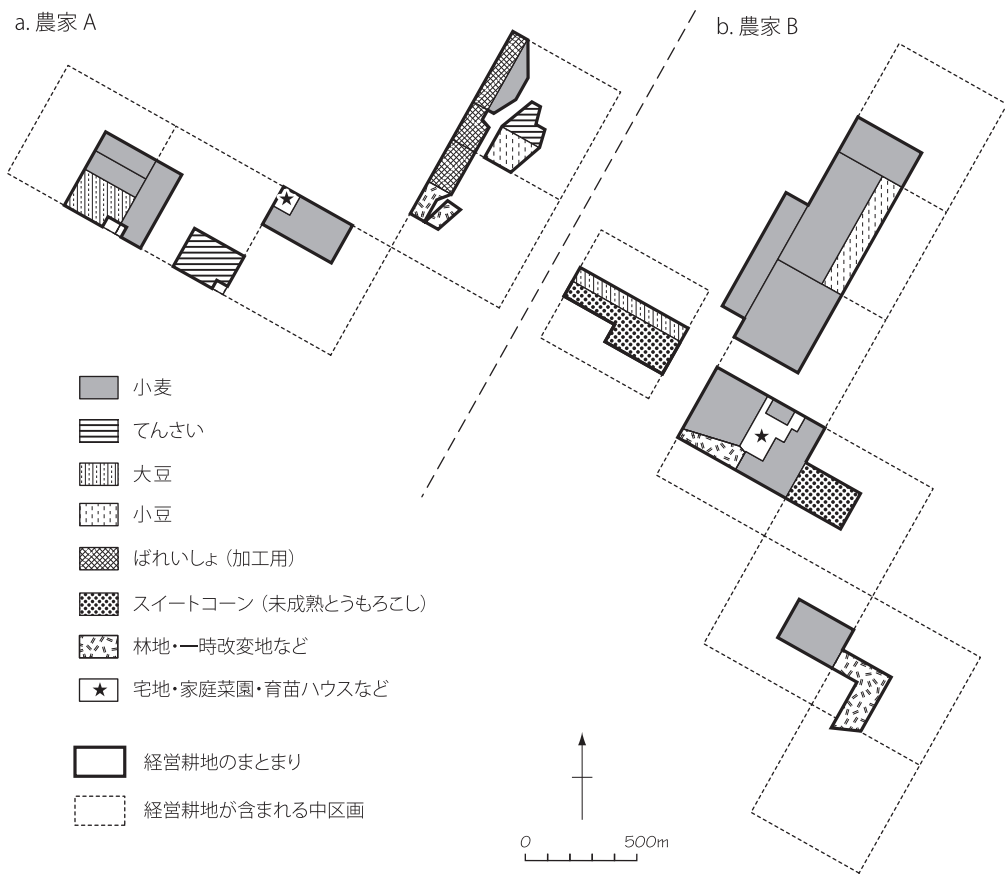 a. 農家 A
b. 農家 B
小麦
てんさい
大豆
小豆
ばれいしょ（加工用）
スイートコーン（未成熟とうもろこし）
林地・一時改変地など
宅地・家庭菜園・育苗ハウスなど
経営耕地のまとまり
経営耕地が含まれる中区画
0 500m